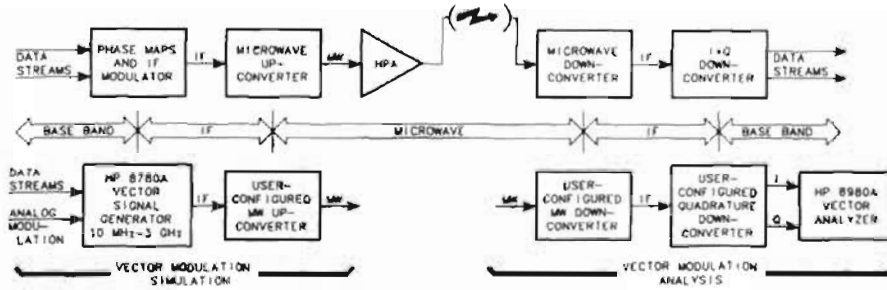 DATA
STREAMS
PHASE MAPS
AND IF
MODULATOR
IF
MICROWAVE
UP-
CONVERTER
MW
HPA
MICROWAVE
DOWN-
CONVERTER
IF
I+Q
DOWN-
CONVERTER
DATA
STREAMS
BASE BAND
IF
MICROWAVE
IF
BASE BAND
DATA
STREAMS
ANALOG
MODU-
LATION
HP 8780A
VECTOR
SIGNAL
GENERATOR
10 MHz-3 GHz
IF
USER-
CONFIGURED
MW UP-
CONVERTER
MW
MW
USER-
CONFIGURED
MW DOWN-
CONVERTER
IF
USER-
CONFIGURED
QUADRATURE
DOWN-
CONVERTER
I
Q
HP 8980A
VECTOR
ANALYZER
VECTOR MODULATION
SIMULATION
VECTOR MODULATION
ANALYSIS